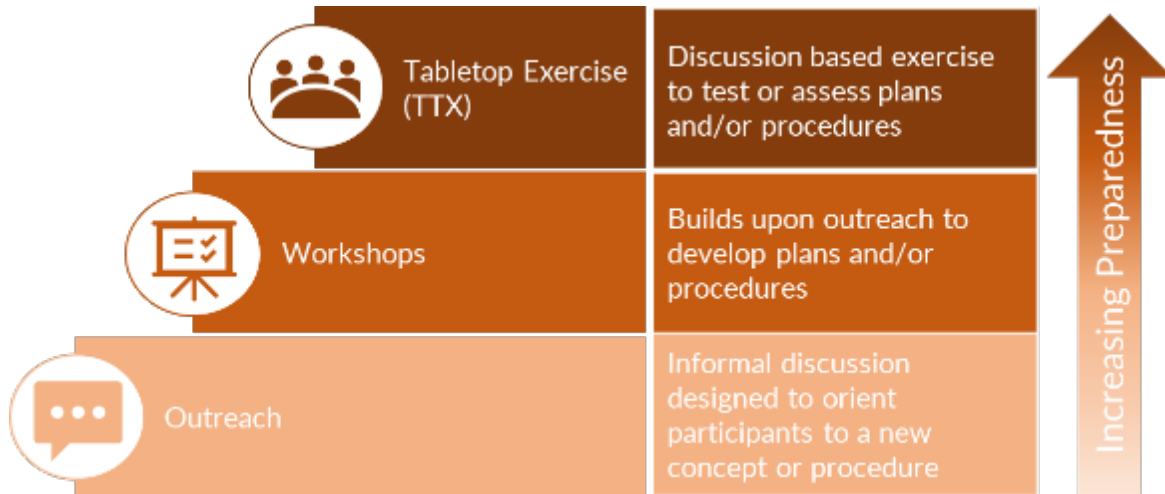 Tabletop Exercise
(TTX)
Discussion based exercise
to test or assess plans
and/or procedures
Workshops
Builds upon outreach to
develop plans and/or
procedures
Outreach
Informal discussion
designed to orient
participants to a new
concept or procedure
Increasing Preparedness